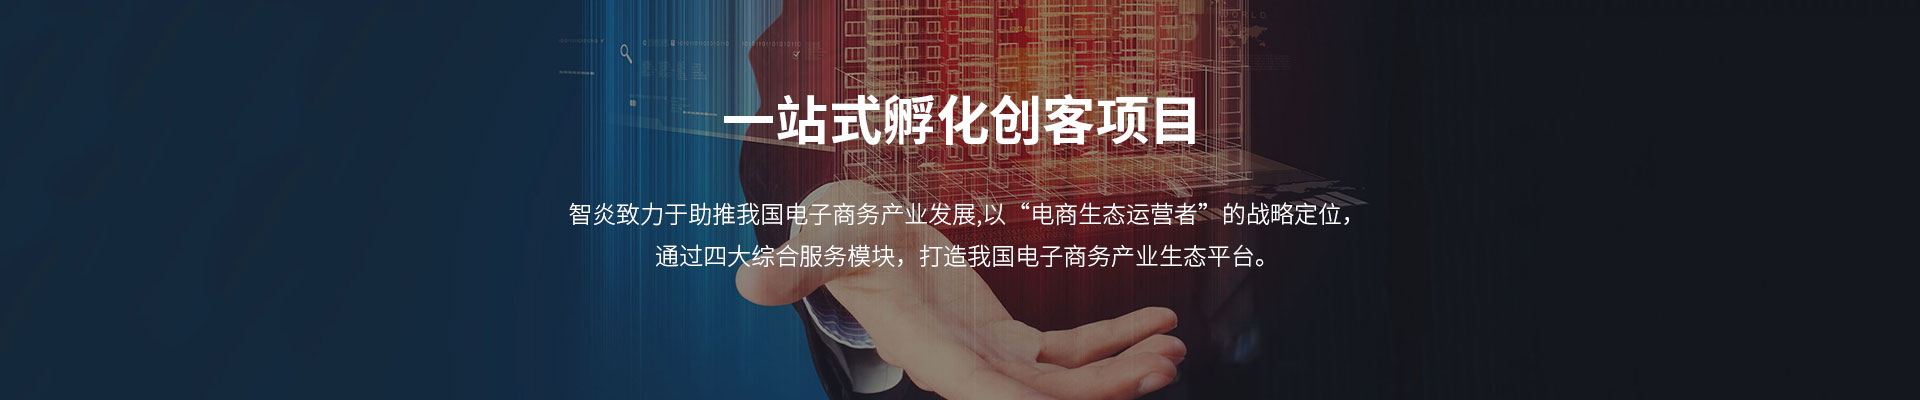 一站式孵化创客项目
智炎致力于助推我国电子商务产业发展,以“电商生态运营者”的战略定位，
通过四大综合服务模块，打造我国电子商务产业生态平台。